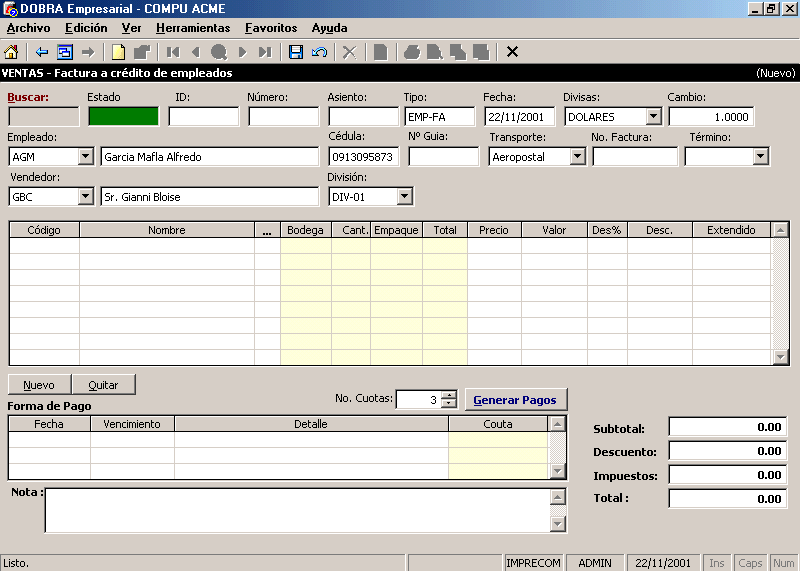 DOBRA Empresarial - COMPU ACME
Archivo Edición Ver Herramientas Favoritos Ayuda
VENTAS - Factura a crédito de empleados (Nuevo)
Buscar: Estado ID: Número: Asiento: Tipo: Fecha: Divisas: Cambio:
EMP-FA 22/11/2001 DOLARES 1.0000
Empleado: Cédula: Nº Guia: Transporte: No. Factura: Término:
AGM Garcia Mafla Alfredo 0913095873 Aeropostal
Vendedor: División:
GBC Sr. Gianni Bloise DIV-01
Código Nombre ... Bodega Cant. Empaque Total Precio Valor Des% Desc. Extendido
Nuevo Quitar
No. Cuotas: 3 Generar Pagos
Forma de Pago
Fecha Vencimiento Detalle Couta
Subtotal: 0.00
Descuento: 0.00
Impuestos: 0.00
Total : 0.00
Nota :
Listo. IMPRECOM ADMIN 22/11/2001 Ins Caps Num